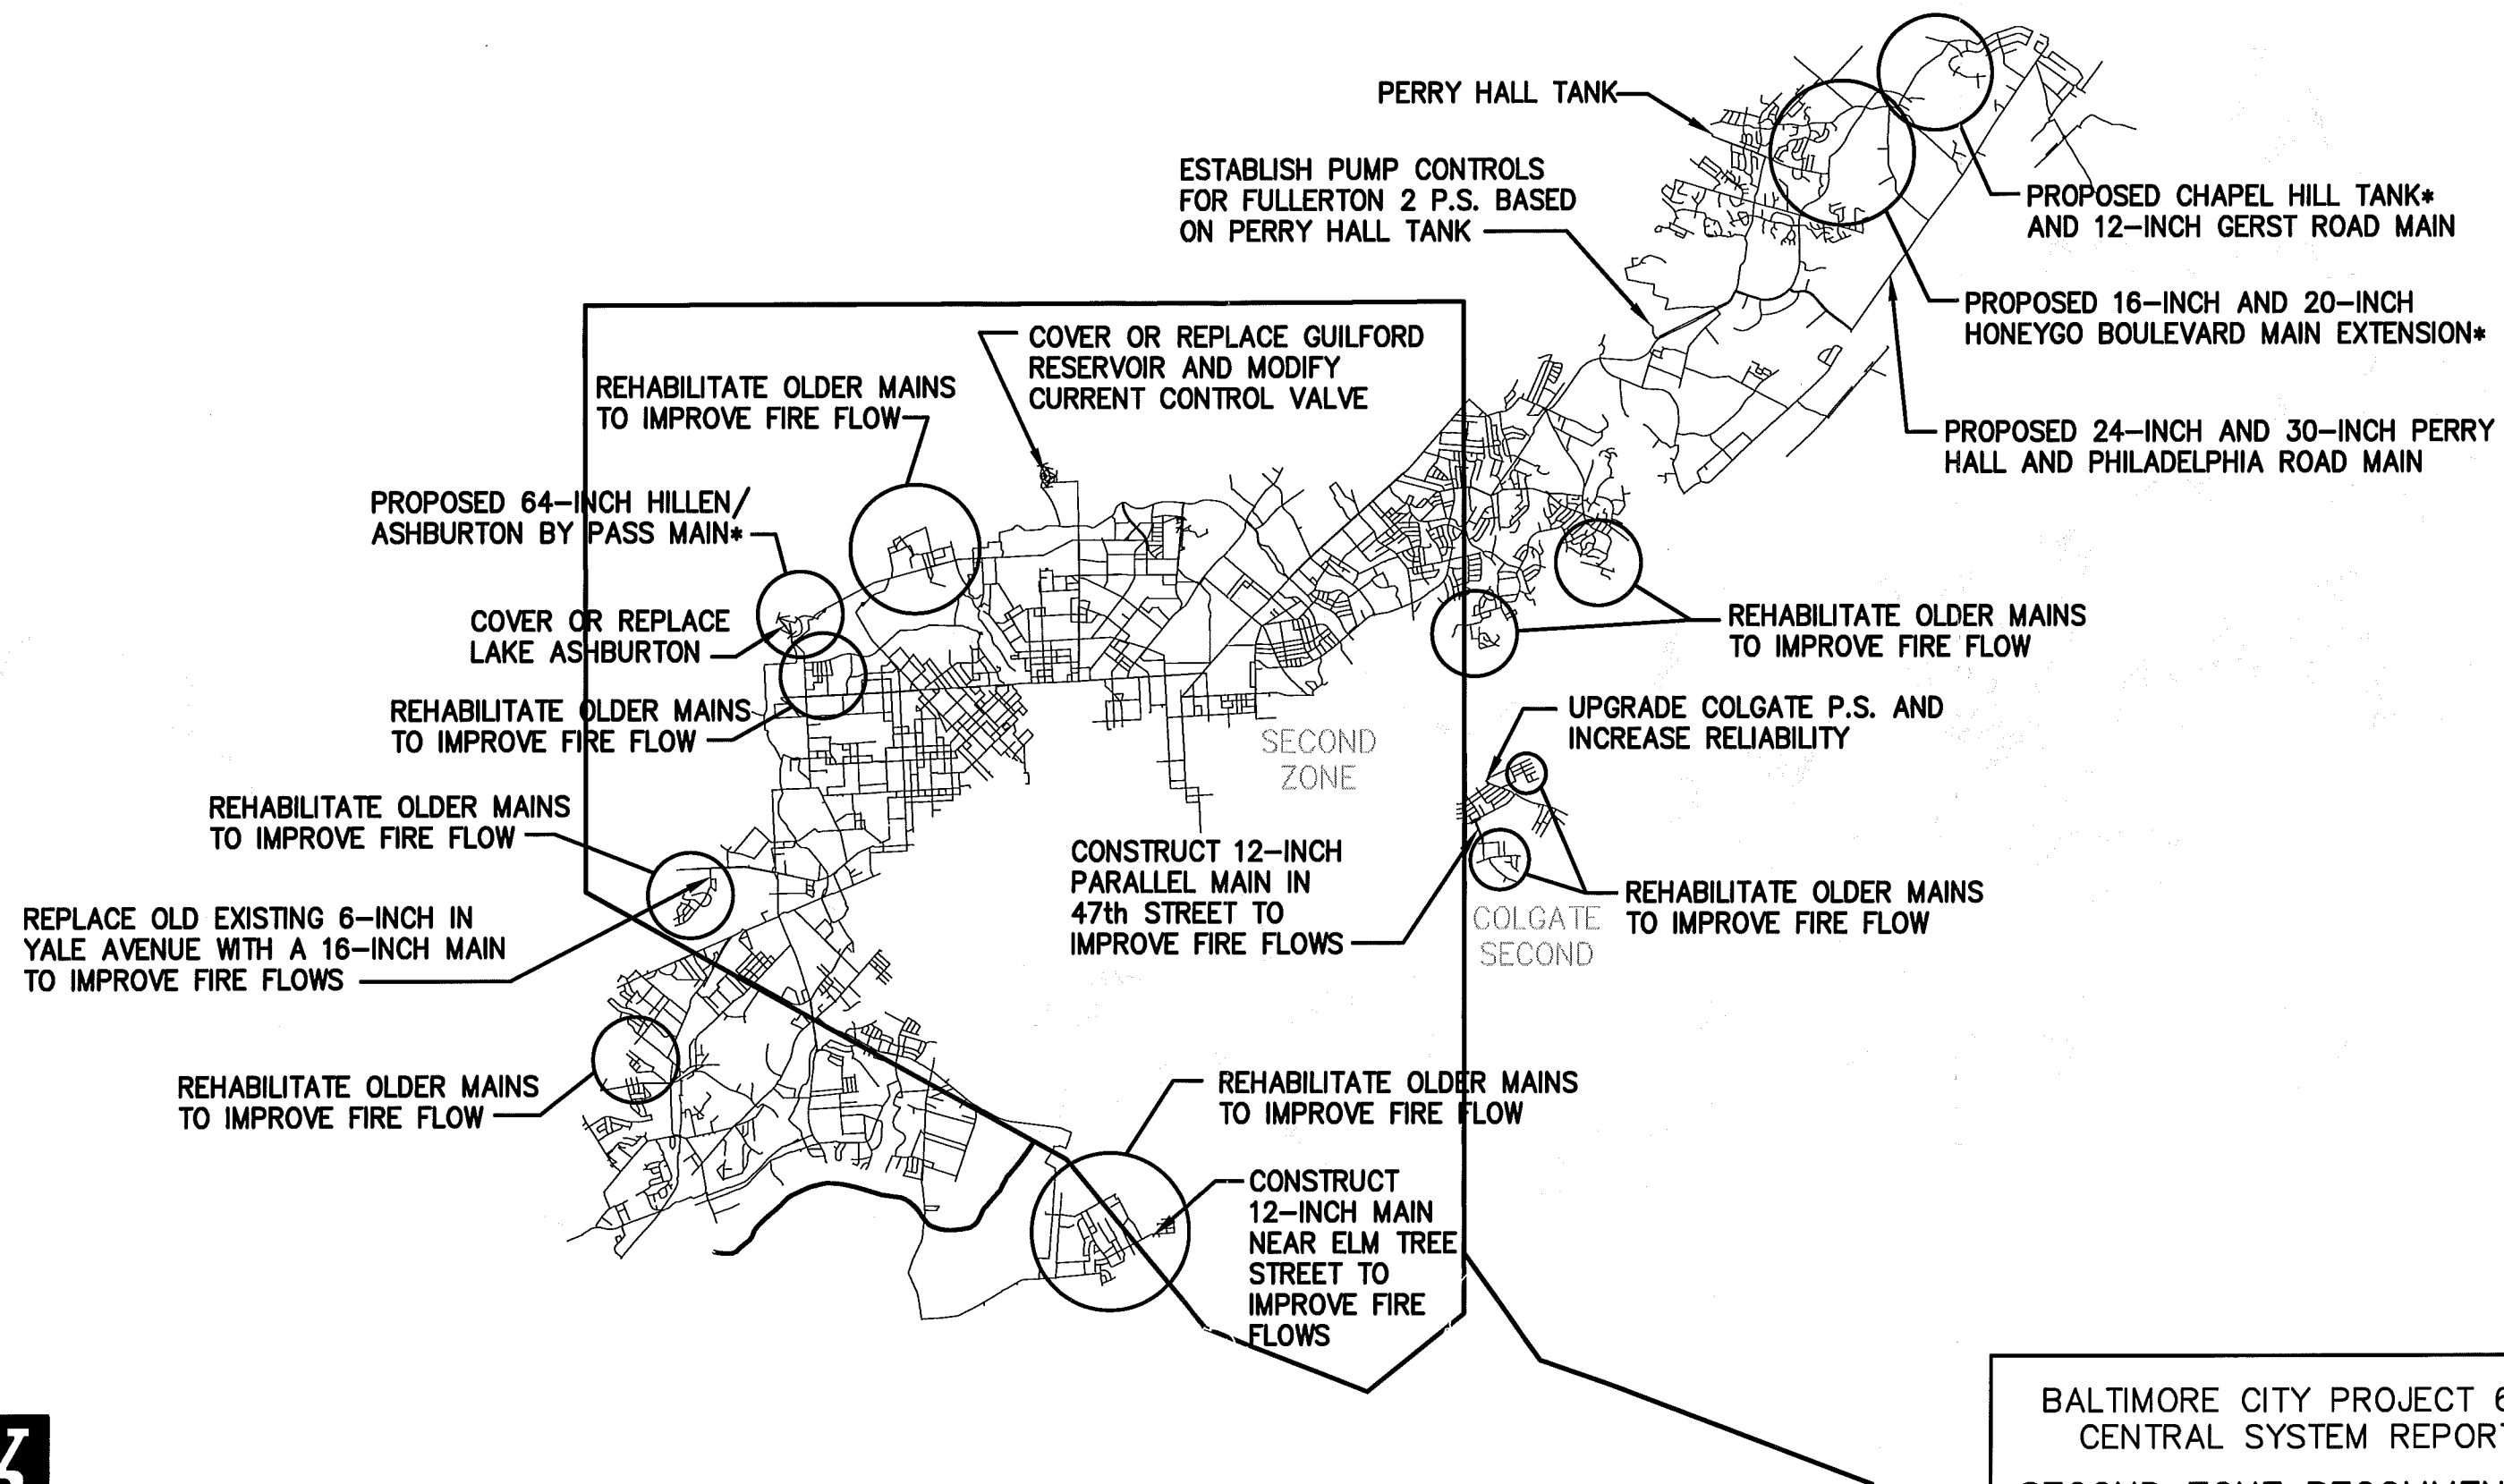 PERRY HALL TANK
ESTABLISH PUMP CONTROLS
FOR FULLERTON 2 P.S. BASED
ON PERRY HALL TANK
PROPOSED CHAPEL HILL TANK*
AND 12-INCH GERST ROAD MAIN
PROPOSED 16-INCH AND 20-INCH
HONEYGO BOULEVARD MAIN EXTENSION*
PROPOSED 24-INCH AND 30-INCH PERRY
HALL AND PHILADELPHIA ROAD MAIN
COVER OR REPLACE GUILFORD
RESERVOIR AND MODIFY
CURRENT CONTROL VALVE
REHABILITATE OLDER MAINS
TO IMPROVE FIRE FLOW
PROPOSED 64-INCH HILLEN/
ASHBURTON BY PASS MAIN*
COVER OR REPLACE
LAKE ASHBURTON
REHABILITATE OLDER MAINS
TO IMPROVE FIRE FLOW
REHABILITATE OLDER MAINS
TO IMPROVE FIRE FLOW
UPGRADE COLGATE P.S. AND
INCREASE RELIABILITY
SECOND
ZONE
REHABILITATE OLDER MAINS
TO IMPROVE FIRE FLOW
CONSTRUCT 12-INCH
PARALLEL MAIN IN
47th STREET TO
IMPROVE FIRE FLOWS
REHABILITATE OLDER MAINS
TO IMPROVE FIRE FLOW
COLGATE
SECOND
REPLACE OLD EXISTING 6-INCH IN
YALE AVENUE WITH A 16-INCH MAIN
TO IMPROVE FIRE FLOWS
REHABILITATE OLDER MAINS
TO IMPROVE FIRE FLOW
REHABILITATE OLDER MAINS
TO IMPROVE FIRE FLOW
CONSTRUCT
12-INCH MAIN
NEAR ELM TREE
STREET TO
IMPROVE FIRE
FLOWS
BALTIMORE CITY PROJECT
CENTRAL SYSTEM REPORT